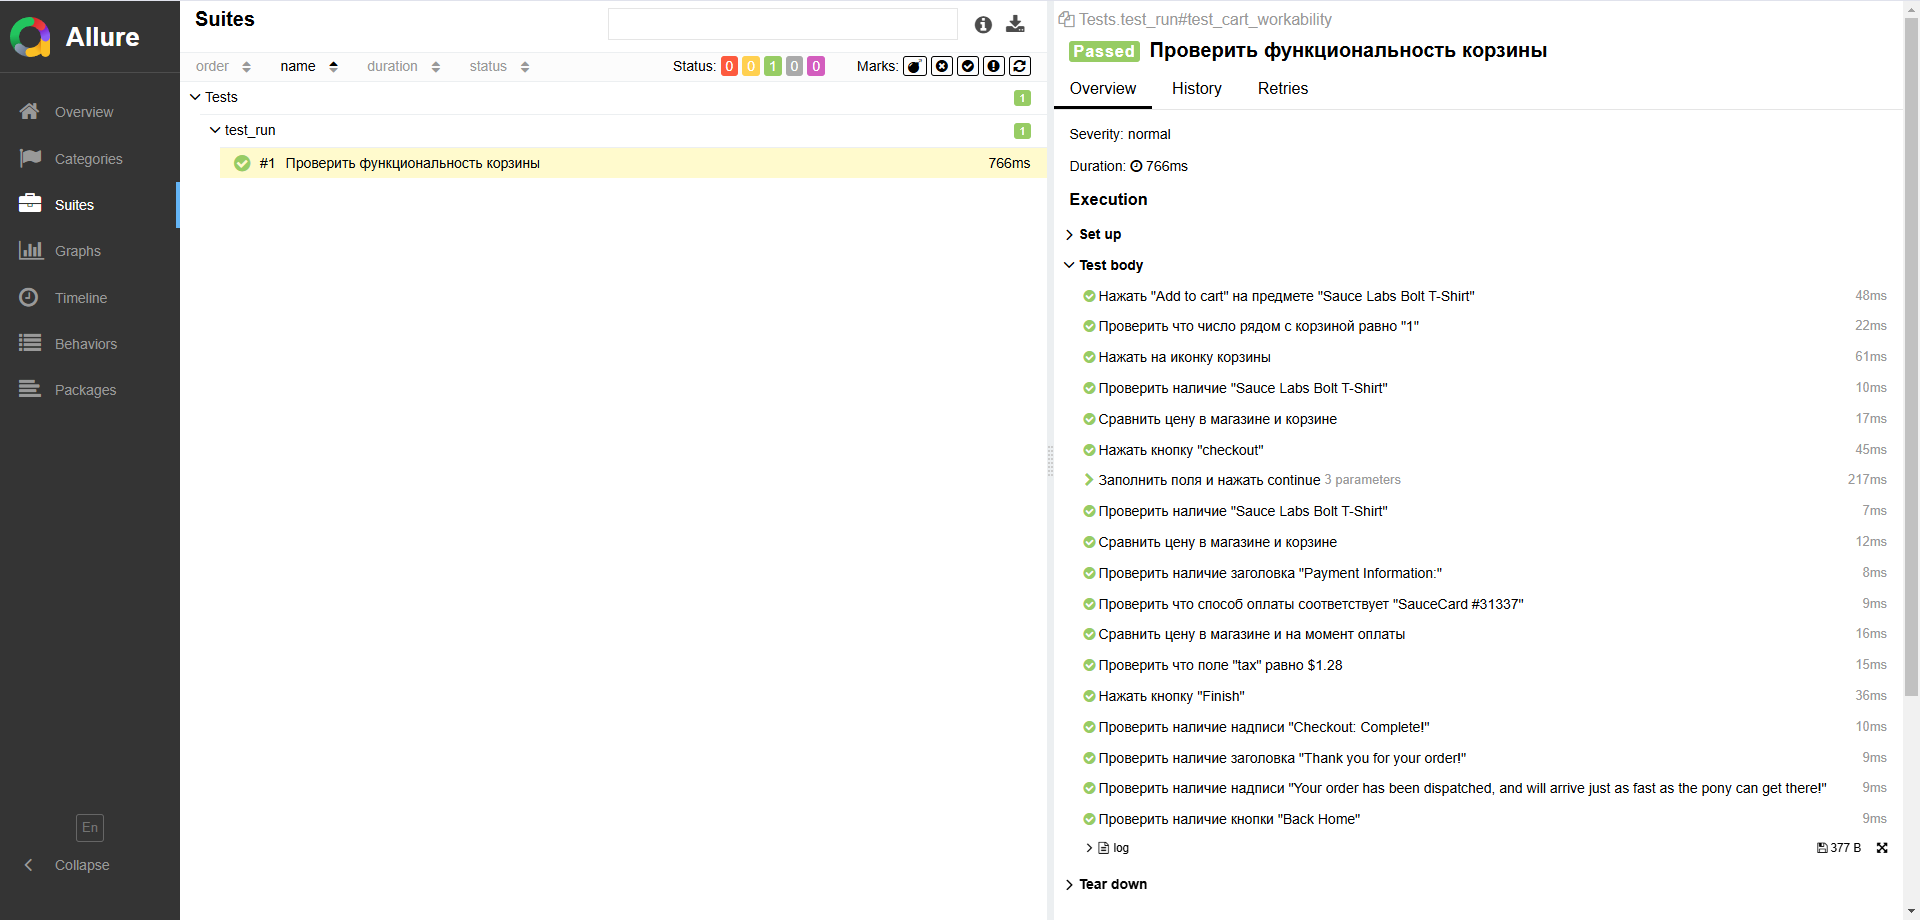 Allure
Overview
Categories
Suites
Graphs
Timeline
Behaviors
Packages
En
Collapse
Suites
order name duration status Status: 0 0 1 0 0 Marks:
Tests 1
test_run 1
#1 Проверить функциональность корзины 766ms
Tests.test_run#test_cart_workability
Passed Проверить функциональность корзины
Overview History Retries
Severity: normal
Duration: 766ms
Execution
Set up
Test body
Нажать "Add to cart" на предмете "Sauce Labs Bolt T-Shirt" 48ms
Проверить что число рядом с корзиной равно "1" 22ms
Нажать на иконку корзины 61ms
Проверить наличие "Sauce Labs Bolt T-Shirt" 10ms
Сравнить цену в магазине и корзине 17ms
Нажать кнопку "checkout" 45ms
Заполнить поля и нажать continue 3 parameters 217ms
Проверить наличие "Sauce Labs Bolt T-Shirt" 7ms
Сравнить цену в магазине и корзине 12ms
Проверить наличие заголовка "Payment Information:" 8ms
Проверить что способ оплаты соответствует "SauceCard #31337" 9ms
Сравнить цену в магазине и на момент оплаты 16ms
Проверить что поле "tax" равно $1.28 15ms
Нажать кнопку "Finish" 36ms
Проверить наличие надписи "Checkout: Complete!" 10ms
Проверить наличие заголовка "Thank you for your order!" 9ms
Проверить наличие надписи "Your order has been dispatched, and will arrive just as fast as the pony can get there!" 9ms
Проверить наличие кнопки "Back Home" 9ms
log 377 B
Tear down